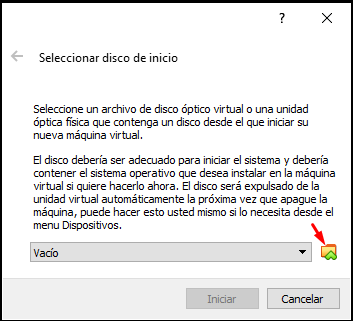 ?
Seleccionar disco de inicio
Seleccione un archivo de disco óptico virtual o una unidad
óptica física que contenga un disco desde el que iniciar su
nueva máquina virtual.
El disco debería ser adecuado para iniciar el sistema y debería
contener el sistema operativo que desea instalar en la máquina
virtual si quiere hacerlo ahora. El disco será expulsado de la
unidad virtual automáticamente la próxima vez que apague la
máquina, puede hacer esto usted mismo si lo necesita desde el
menu Dispositivos.
Vacío
Iniciar
Cancelar